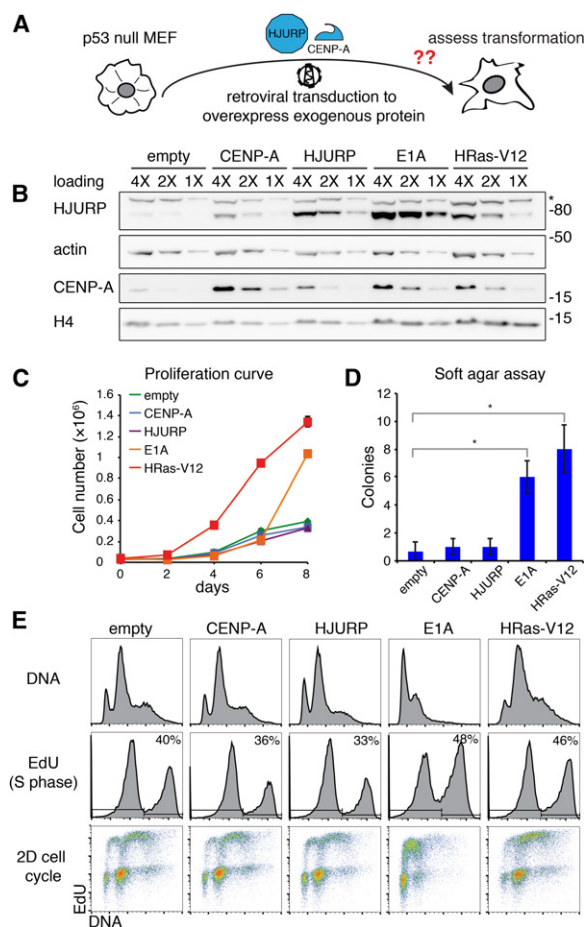 A
p53 null MEF
HJURP
CENP-A
assess transformation
??
retroviral transduction to
overexpress exogenous protein
B
empty CENP-A HJURP E1A HRas-V12
loading 4X 2X 1X 4X 2X 1X 4X 2X 1X 4X 2X 1X 4X 2X 1X
HJURP
*
-80
-50
actin
CENP-A
-15
H4
-15
C
Proliferation curve
empty
CENP-A
HJURP
E1A
HRas-V12
Cell number (×10⁶)
1.6
1.4
1.2
1.0
0.8
0.6
0.4
0.2
0
0 2 4 6 8
days
D
Soft agar assay
Colonies
12
10
8
6
4
2
0
*
*
empty
CENP-A
HJURP
E1A
HRas-V12
E
empty CENP-A HJURP E1A HRas-V12
DNA
EdU
(S phase)
40% 36% 33% 48% 46%
2D cell
cycle
EdU
DNA